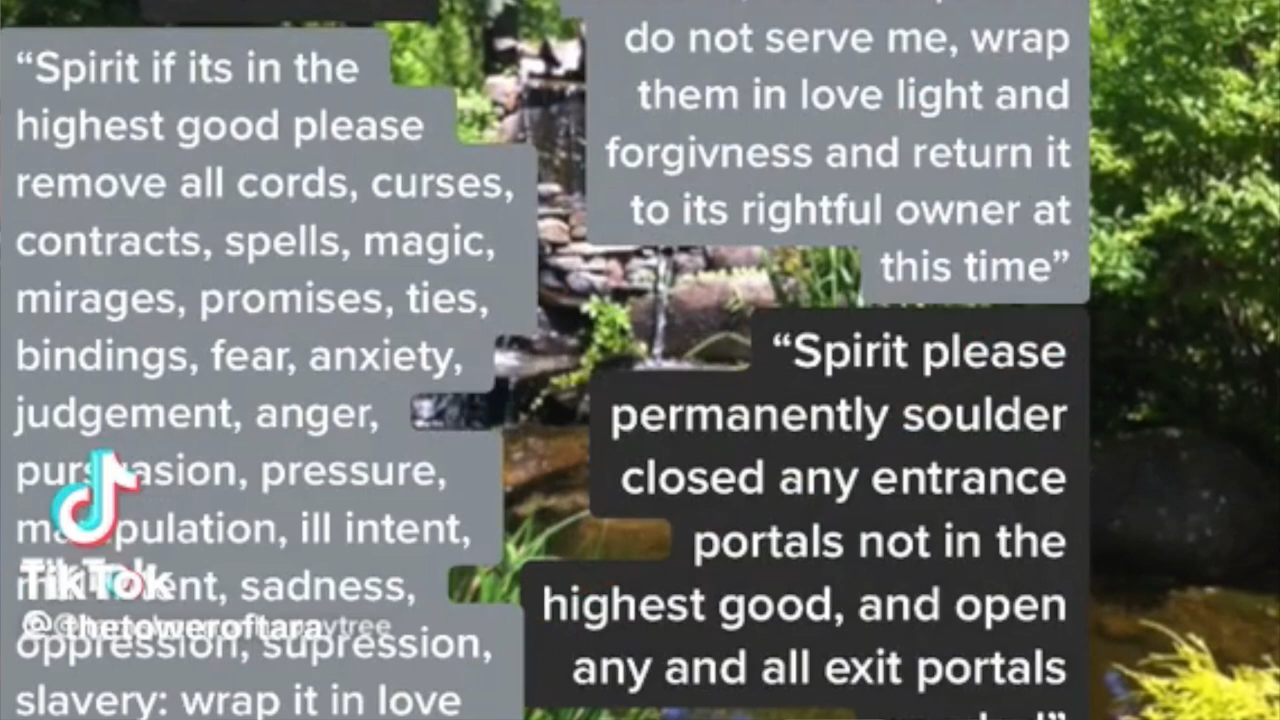 “Spirit if its in the
highest good please
remove all cords, curses,
contracts, spells, magic,
mirages, promises, ties,
bindings, fear, anxiety,
judgement, anger,
pressure,
ill intent,
sadness,
oppression, supression,
slavery: wrap it in love
TikTok
@thetoweroftara
do not serve me, wrap
them in love light and
forgivness and return it
to its rightful owner at
this time”
“Spirit please
permanently soulder
closed any entrance
portals not in the
highest good, and open
any and all exit portals